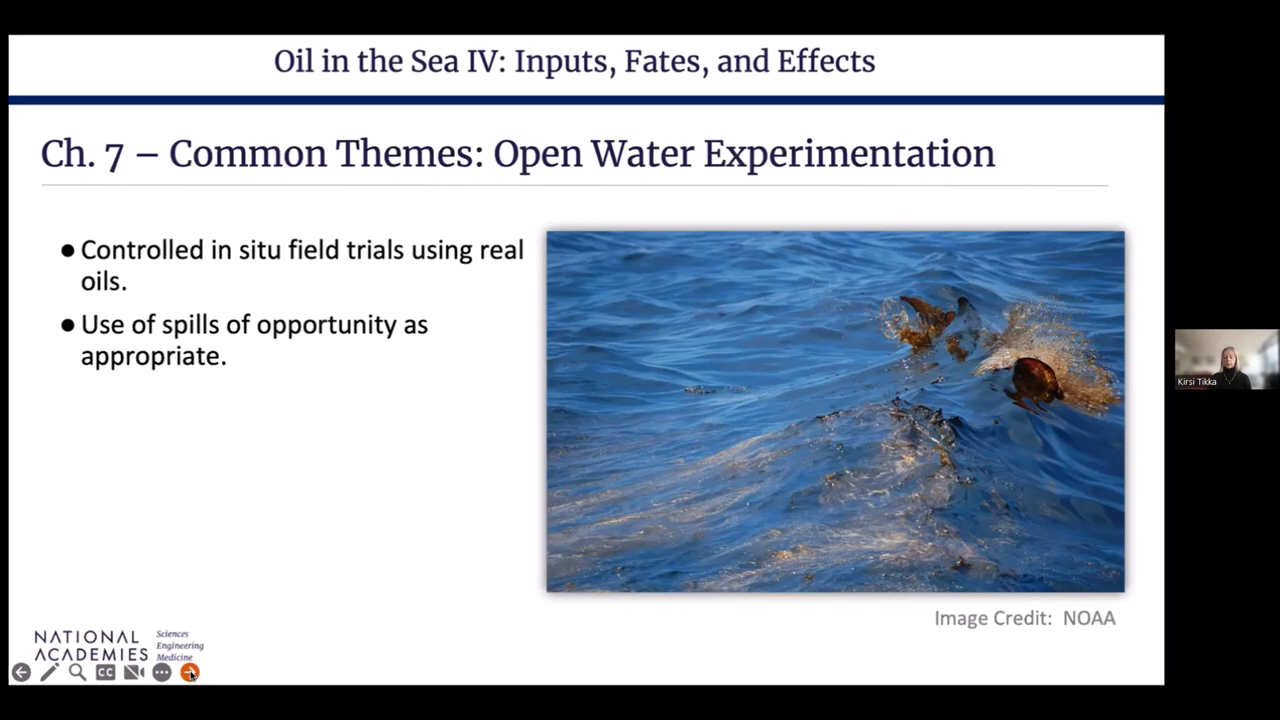 Oil in the Sea IV: Inputs, Fates, and Effects
Ch. 7 – Common Themes: Open Water Experimentation
● Controlled in situ field trials using real
oils.
● Use of spills of opportunity as
appropriate.
Image Credit: NOAA
Kirsi Tikka
NATIONAL
ACADEMIES
Sciences
Engineering
Medicine
CC